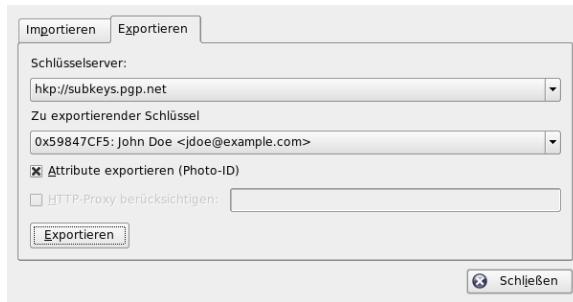 Importieren Exportieren
Schlüsselserver:
hkp://subkeys.pgp.net
Zu exportierender Schlüssel
0x59847CF5: John Doe <jdoe@example.com>
Attribute exportieren (Photo-ID)
HTTP-Proxy berücksichtigen:
Exportieren
Schließen